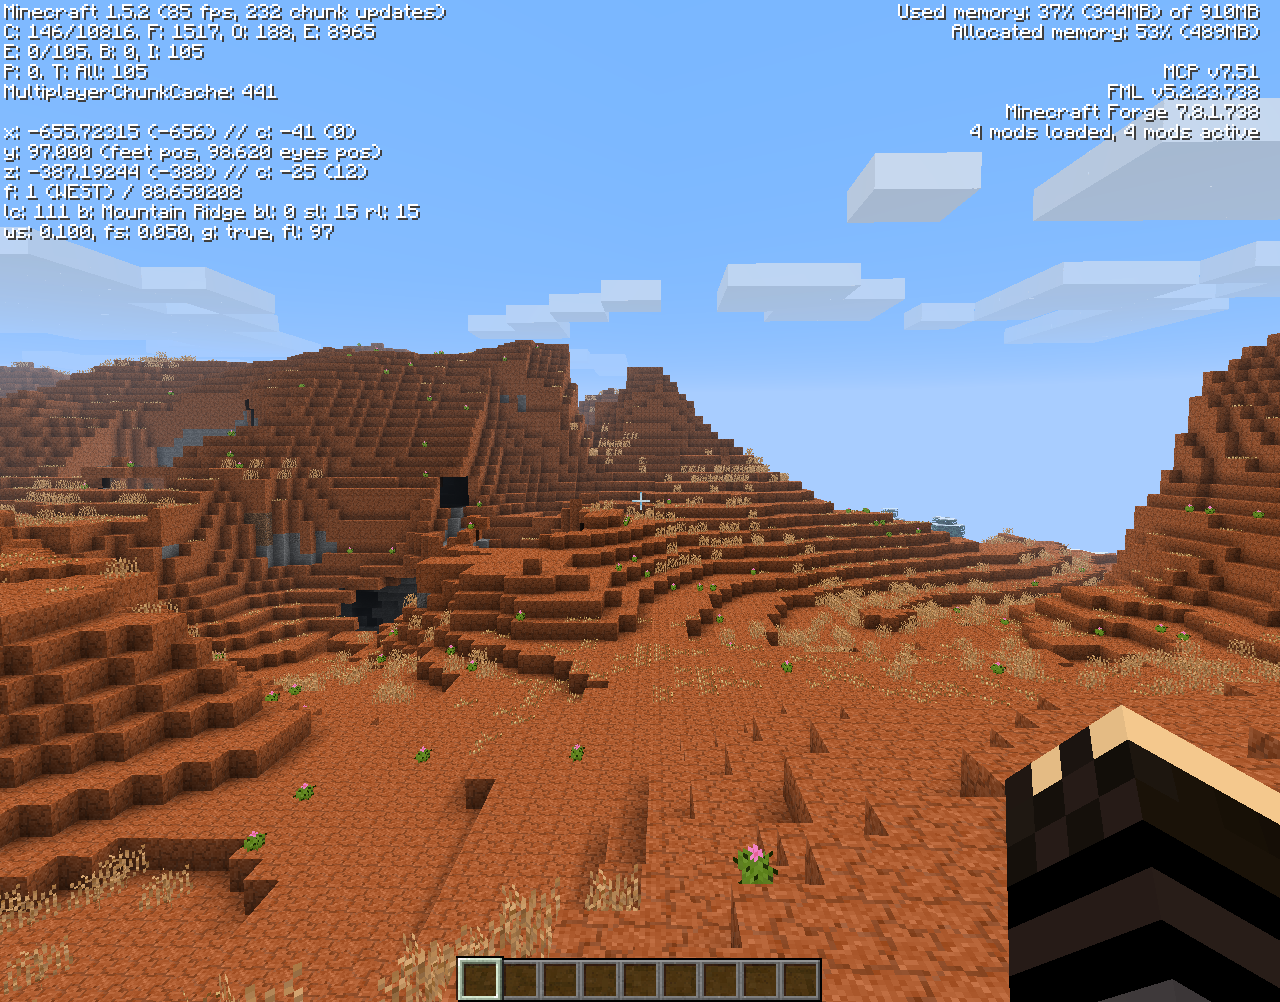 Minecraft 1.5.2 (85 fps, 232 chunk updates)
C: 146/10816. F: 1517, O: 188, E: 8965
E: 0/105. B: 0, I: 105
P: 0. T: All: 105
MultiplayerChunkCache: 441
x: -655.72315 (-656) // c: -41 (0)
y: 97.000 (feet pos, 98.620 eyes pos)
z: -387.19244 (-388) // c: -25 (12)
f: 1 (WEST) / 88.650208
lc: 111 b: Mountain Ridge bl: 0 sl: 15 rl: 15
ws: 0.100, fs: 0.050, g: true, fl: 97
Used memory: 37% (344MB) of 910MB
Allocated memory: 53% (489MB)
MCP v7.51
FML v5.2.23.738
Minecraft Forge 7.8.1.738
4 mods loaded, 4 mods active